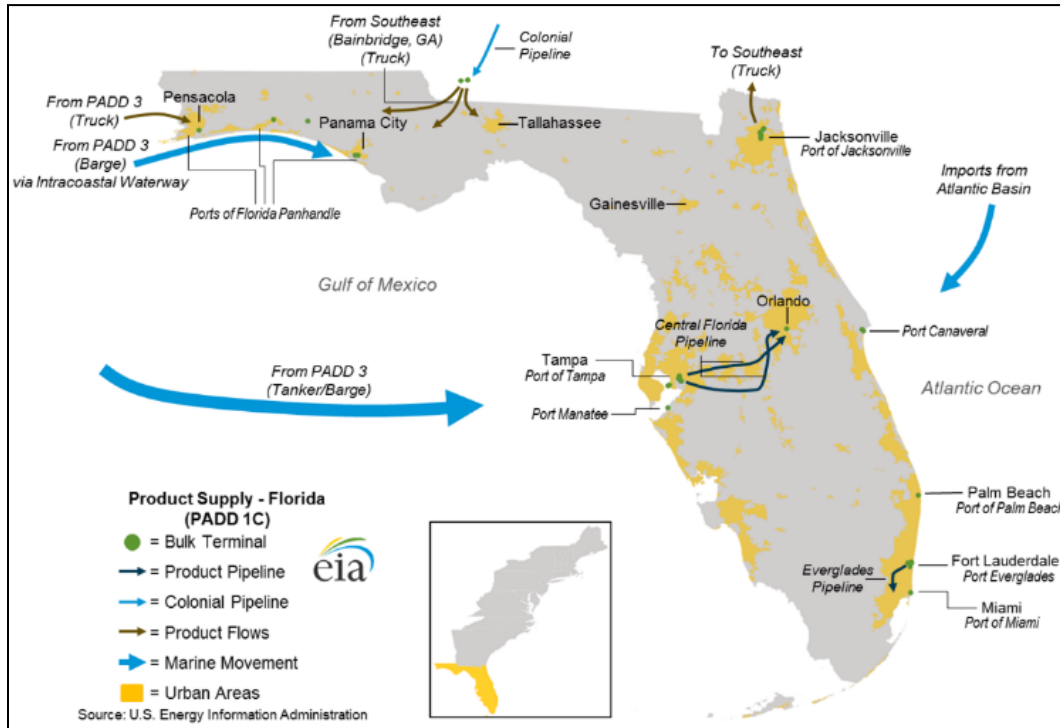 From Southeast
(Bainbridge, GA)
(Truck)
Colonial
Pipeline
To Southeast
(Truck)
From PADD 3
(Truck)
Pensacola
From PADD 3
(Barge)
via Intracoastal Waterway
Panama City
Tallahassee
Ports of Florida Panhandle
Jacksonville
Port of Jacksonville
Imports from
Atlantic Basin
Gainesville
Gulf of Mexico
Orlando
Central Florida
Pipeline
Port Canaveral
From PADD 3
(Tanker/Barge)
Tampa
Port of Tampa
Port Manatee
Atlantic Ocean
Palm Beach
Port of Palm Beach
Everglades
Pipeline
Fort Lauderdale
Port Everglades
Miami
Port of Miami
Product Supply - Florida
(PADD 1C)
= Bulk Terminal
= Product Pipeline
= Colonial Pipeline
= Product Flows
= Marine Movement
= Urban Areas
eia
Source: U.S. Energy Information Administration